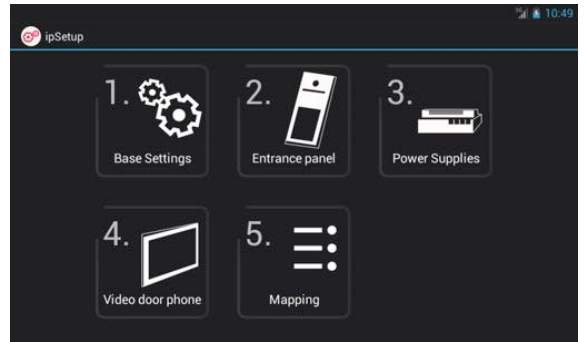 10:49
ipSetup
1.
Base Settings
2.
Entrance panel
3.
Power Supplies
4.
Video door phone
5.
Mapping